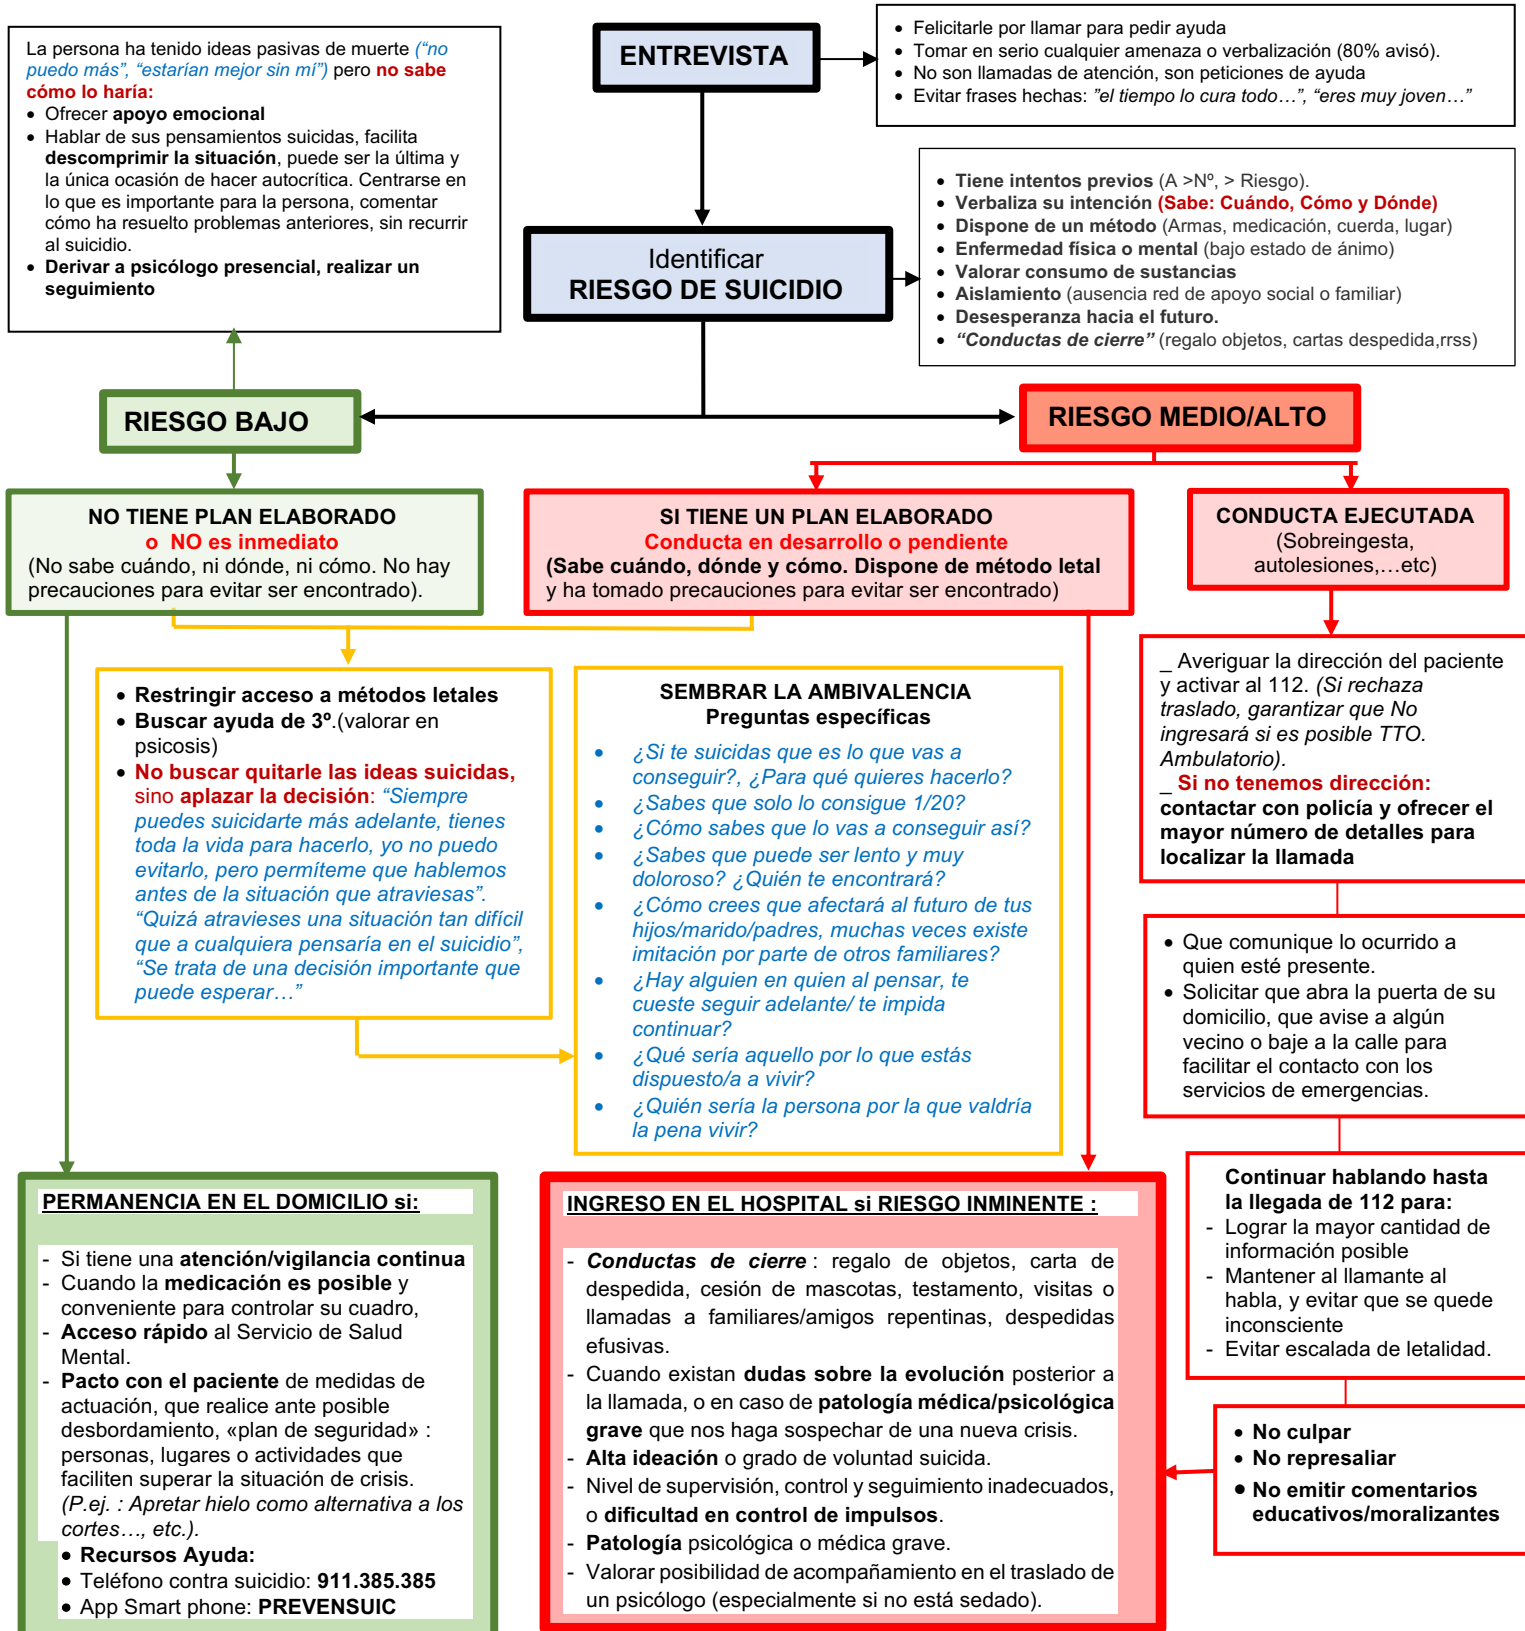 La persona ha tenido ideas pasivas de muerte (“no
puedo más”, “estarían mejor sin mí”) pero no sabe
cómo lo haría:
• Ofrecer apoyo emocional
• Hablar de sus pensamientos suicidas, facilita
descomprimir la situación, puede ser la última y
la única ocasión de hacer autocrítica. Centrarse en
lo que es importante para la persona, comentar
cómo ha resuelto problemas anteriores, sin recurrir
al suicidio.
• Derivar a psicólogo presencial, realizar un
seguimiento
ENTREVISTA
• Felicitarle por llamar para pedir ayuda
• Tomar en serio cualquier amenaza o verbalización (80% avisó).
• No son llamadas de atención, son peticiones de ayuda
• Evitar frases hechas: ”el tiempo lo cura todo…”, “eres muy joven…”
Identificar
RIESGO DE SUICIDIO
• Tiene intentos previos (A >Nº, > Riesgo).
• Verbaliza su intención (Sabe: Cuándo, Cómo y Dónde)
• Dispone de un método (Armas, medicación, cuerda, lugar)
• Enfermedad física o mental (bajo estado de ánimo)
• Valorar consumo de sustancias
• Aislamiento (ausencia red de apoyo social o familiar)
• Desesperanza hacia el futuro.
• “Conductas de cierre” (regalo objetos, cartas despedida,rrss)
RIESGO BAJO
RIESGO MEDIO/ALTO
NO TIENE PLAN ELABORADO
o NO es inmediato
(No sabe cuándo, ni dónde, ni cómo. No hay
precauciones para evitar ser encontrado).
SI TIENE UN PLAN ELABORADO
Conducta en desarrollo o pendiente
(Sabe cuándo, dónde y cómo. Dispone de método letal
y ha tomado precauciones para evitar ser encontrado)
CONDUCTA EJECUTADA
(Sobreingesta,
autolesiones,…etc)
• Restringir acceso a métodos letales
• Buscar ayuda de 3º.(valorar en
psicosis)
• No buscar quitarle las ideas suicidas,
sino aplazar la decisión: “Siempre
puedes suicidarte más adelante, tienes
toda la vida para hacerlo, yo no puedo
evitarlo, pero permíteme que hablemos
antes de la situación que atraviesas”.
“Quizá atravieses una situación tan difícil
que a cualquiera pensaría en el suicidio”,
“Se trata de una decisión importante que
puede esperar…”
SEMBRAR LA AMBIVALENCIA
Preguntas específicas
• ¿Si te suicidas que es lo que vas a
conseguir?, ¿Para qué quieres hacerlo?
• ¿Sabes que solo lo consigue 1/20?
• ¿Cómo sabes que lo vas a conseguir así?
• ¿Sabes que puede ser lento y muy
doloroso? ¿Quién te encontrará?
• ¿Cómo crees que afectará al futuro de tus
hijos/marido/padres, muchas veces existe
imitación por parte de otros familiares?
• ¿Hay alguien en quien al pensar, te
cueste seguir adelante/ te impida
continuar?
• ¿Qué sería aquello por lo que estás
dispuesto/a a vivir?
• ¿Quién sería la persona por la que valdría
la pena vivir?
_ Averiguar la dirección del paciente
y activar al 112. (Si rechaza
traslado, garantizar que No
ingresará si es posible TTO.
Ambulatorio).
_ Si no tenemos dirección:
contactar con policía y ofrecer el
mayor número de detalles para
localizar la llamada
• Que comunique lo ocurrido a
quien esté presente.
• Solicitar que abra la puerta de su
domicilio, que avise a algún
vecino o baje a la calle para
facilitar el contacto con los
servicios de emergencias.
Continuar hablando hasta
la llegada de 112 para:
- Lograr la mayor cantidad de
información posible
- Mantener al llamante al
habla, y evitar que se quede
inconsciente
- Evitar escalada de letalidad.
• No culpar
• No represaliar
• No emitir comentarios
educativos/moralizantes
PERMANENCIA EN EL DOMICILIO si:
- Si tiene una atención/vigilancia continua
- Cuando la medicación es posible y
conveniente para controlar su cuadro,
- Acceso rápido al Servicio de Salud
Mental.
- Pacto con el paciente de medidas de
actuación, que realice ante posible
desbordamiento, «plan de seguridad» :
personas, lugares o actividades que
faciliten superar la situación de crisis.
(P.ej. : Apretar hielo como alternativa a los
cortes…, etc.).
• Recursos Ayuda:
• Teléfono contra suicidio: 911.385.385
• App Smart phone: PREVENSUIC
INGRESO EN EL HOSPITAL si RIESGO INMINENTE :
- Conductas de cierre : regalo de objetos, carta de
despedida, cesión de mascotas, testamento, visitas o
llamadas a familiares/amigos repentinas, despedidas
efusivas.
- Cuando existan dudas sobre la evolución posterior a
la llamada, o en caso de patología médica/psicológica
grave que nos haga sospechar de una nueva crisis.
- Alta ideación o grado de voluntad suicida.
- Nivel de supervisión, control y seguimiento inadecuados,
o dificultad en control de impulsos.
- Patología psicológica o médica grave.
- Valorar posibilidad de acompañamiento en el traslado de
un psicólogo (especialmente si no está sedado).